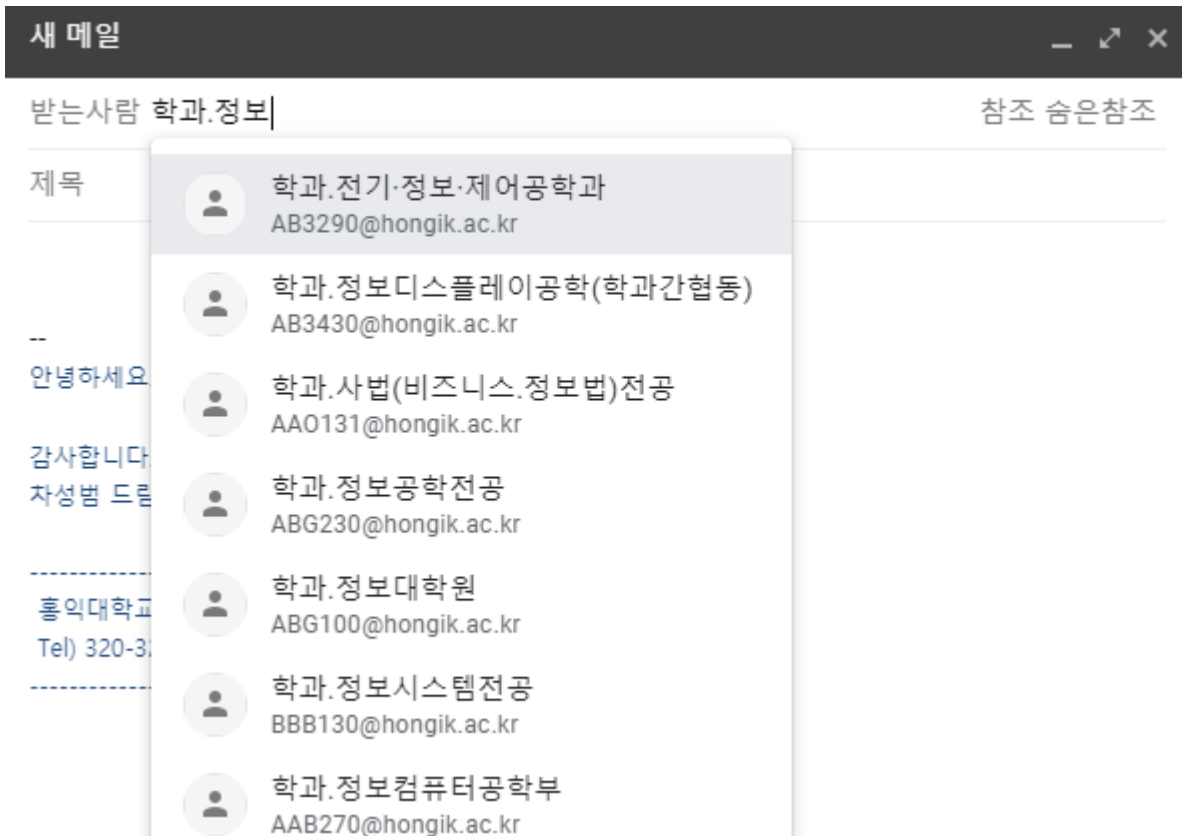 새 메일
받는사람 학과.정보
참조 숨은참조
제목
학과.전기·정보·제어공학과
AB3290@hongik.ac.kr
학과.정보디스플레이공학(학과간협동)
AB3430@hongik.ac.kr
학과.사법(비즈니스.정보법)전공
AAO131@hongik.ac.kr
학과.정보공학전공
ABG230@hongik.ac.kr
학과.정보대학원
ABG100@hongik.ac.kr
학과.정보시스템전공
BBB130@hongik.ac.kr
학과.정보컴퓨터공학부
AAB270@hongik.ac.kr
--
안녕하세요
감사합니다.
차성범 드림
-------------
홍익대학교
Tel) 320-32
-------------